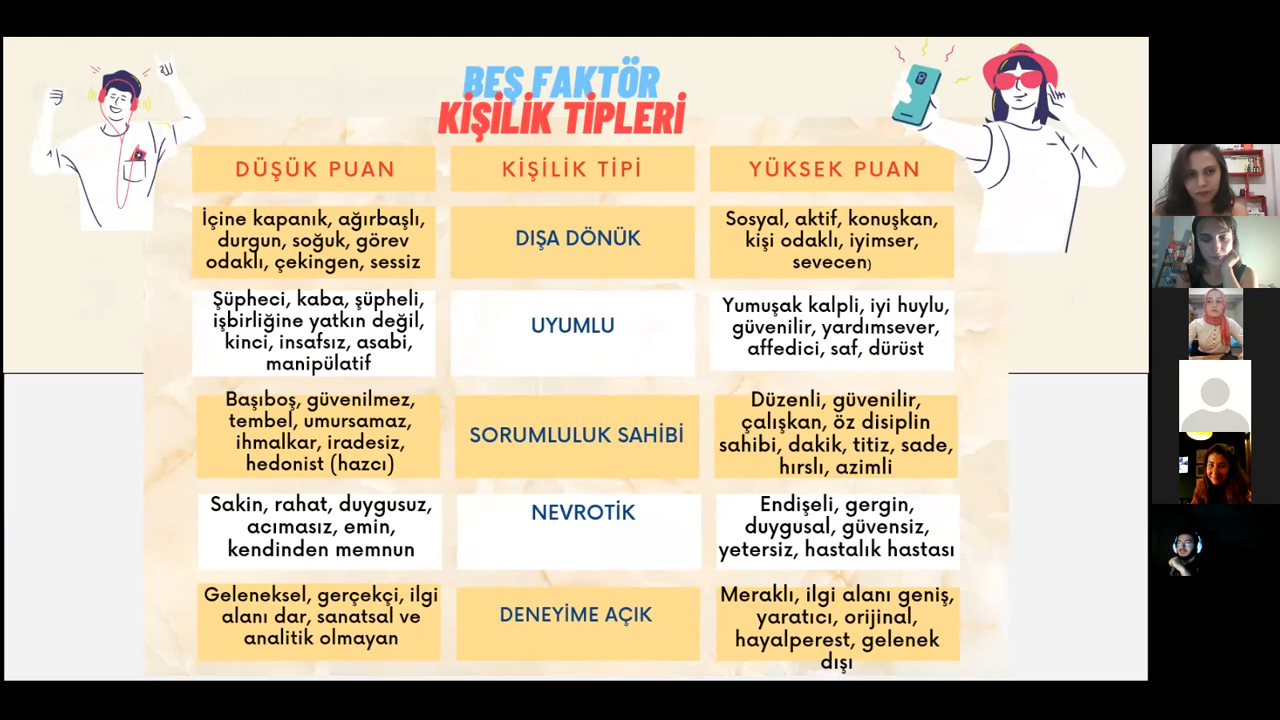 BEŞ FAKTÖR
KİŞİLİK TİPLERİ
DÜŞÜK PUAN
KİŞİLİK TİPİ
YÜKSEK PUAN
İçine kapanık, ağırbaşlı,
durgun, soğuk, görev
odaklı, çekingen, sessiz
DIŞA DÖNÜK
Sosyal, aktif, konuşkan,
kişi odaklı, iyimser,
sevecen)
Şüpheci, kaba, şüpheli,
işbirliğine yatkın değil,
kinci, insafsız, asabi,
manipülatif
UYUMLU
Yumuşak kalpli, iyi huylu,
güvenilir, yardımsever,
affedici, saf, dürüst
Başıboş, güvenilmez,
tembel, umursamaz,
ihmalkar, iradesiz,
hedonist (hazcı)
SORUMLULUK SAHİBİ
Düzenli, güvenilir,
çalışkan, öz disiplin
sahibi, dakik, titiz, sade,
hırslı, azimli
Sakin, rahat, duygusuz,
acımasız, emin,
kendinden memnun
NEVROTİK
Endişeli, gergin,
duygusal, güvensiz,
yetersiz, hastalık hastası
Geleneksel, gerçekçi, ilgi
alanı dar, sanatsal ve
analitik olmayan
DENEYİME AÇIK
Meraklı, ilgi alanı geniş,
yaratıcı, orijinal,
hayalperest, gelenek
dışı